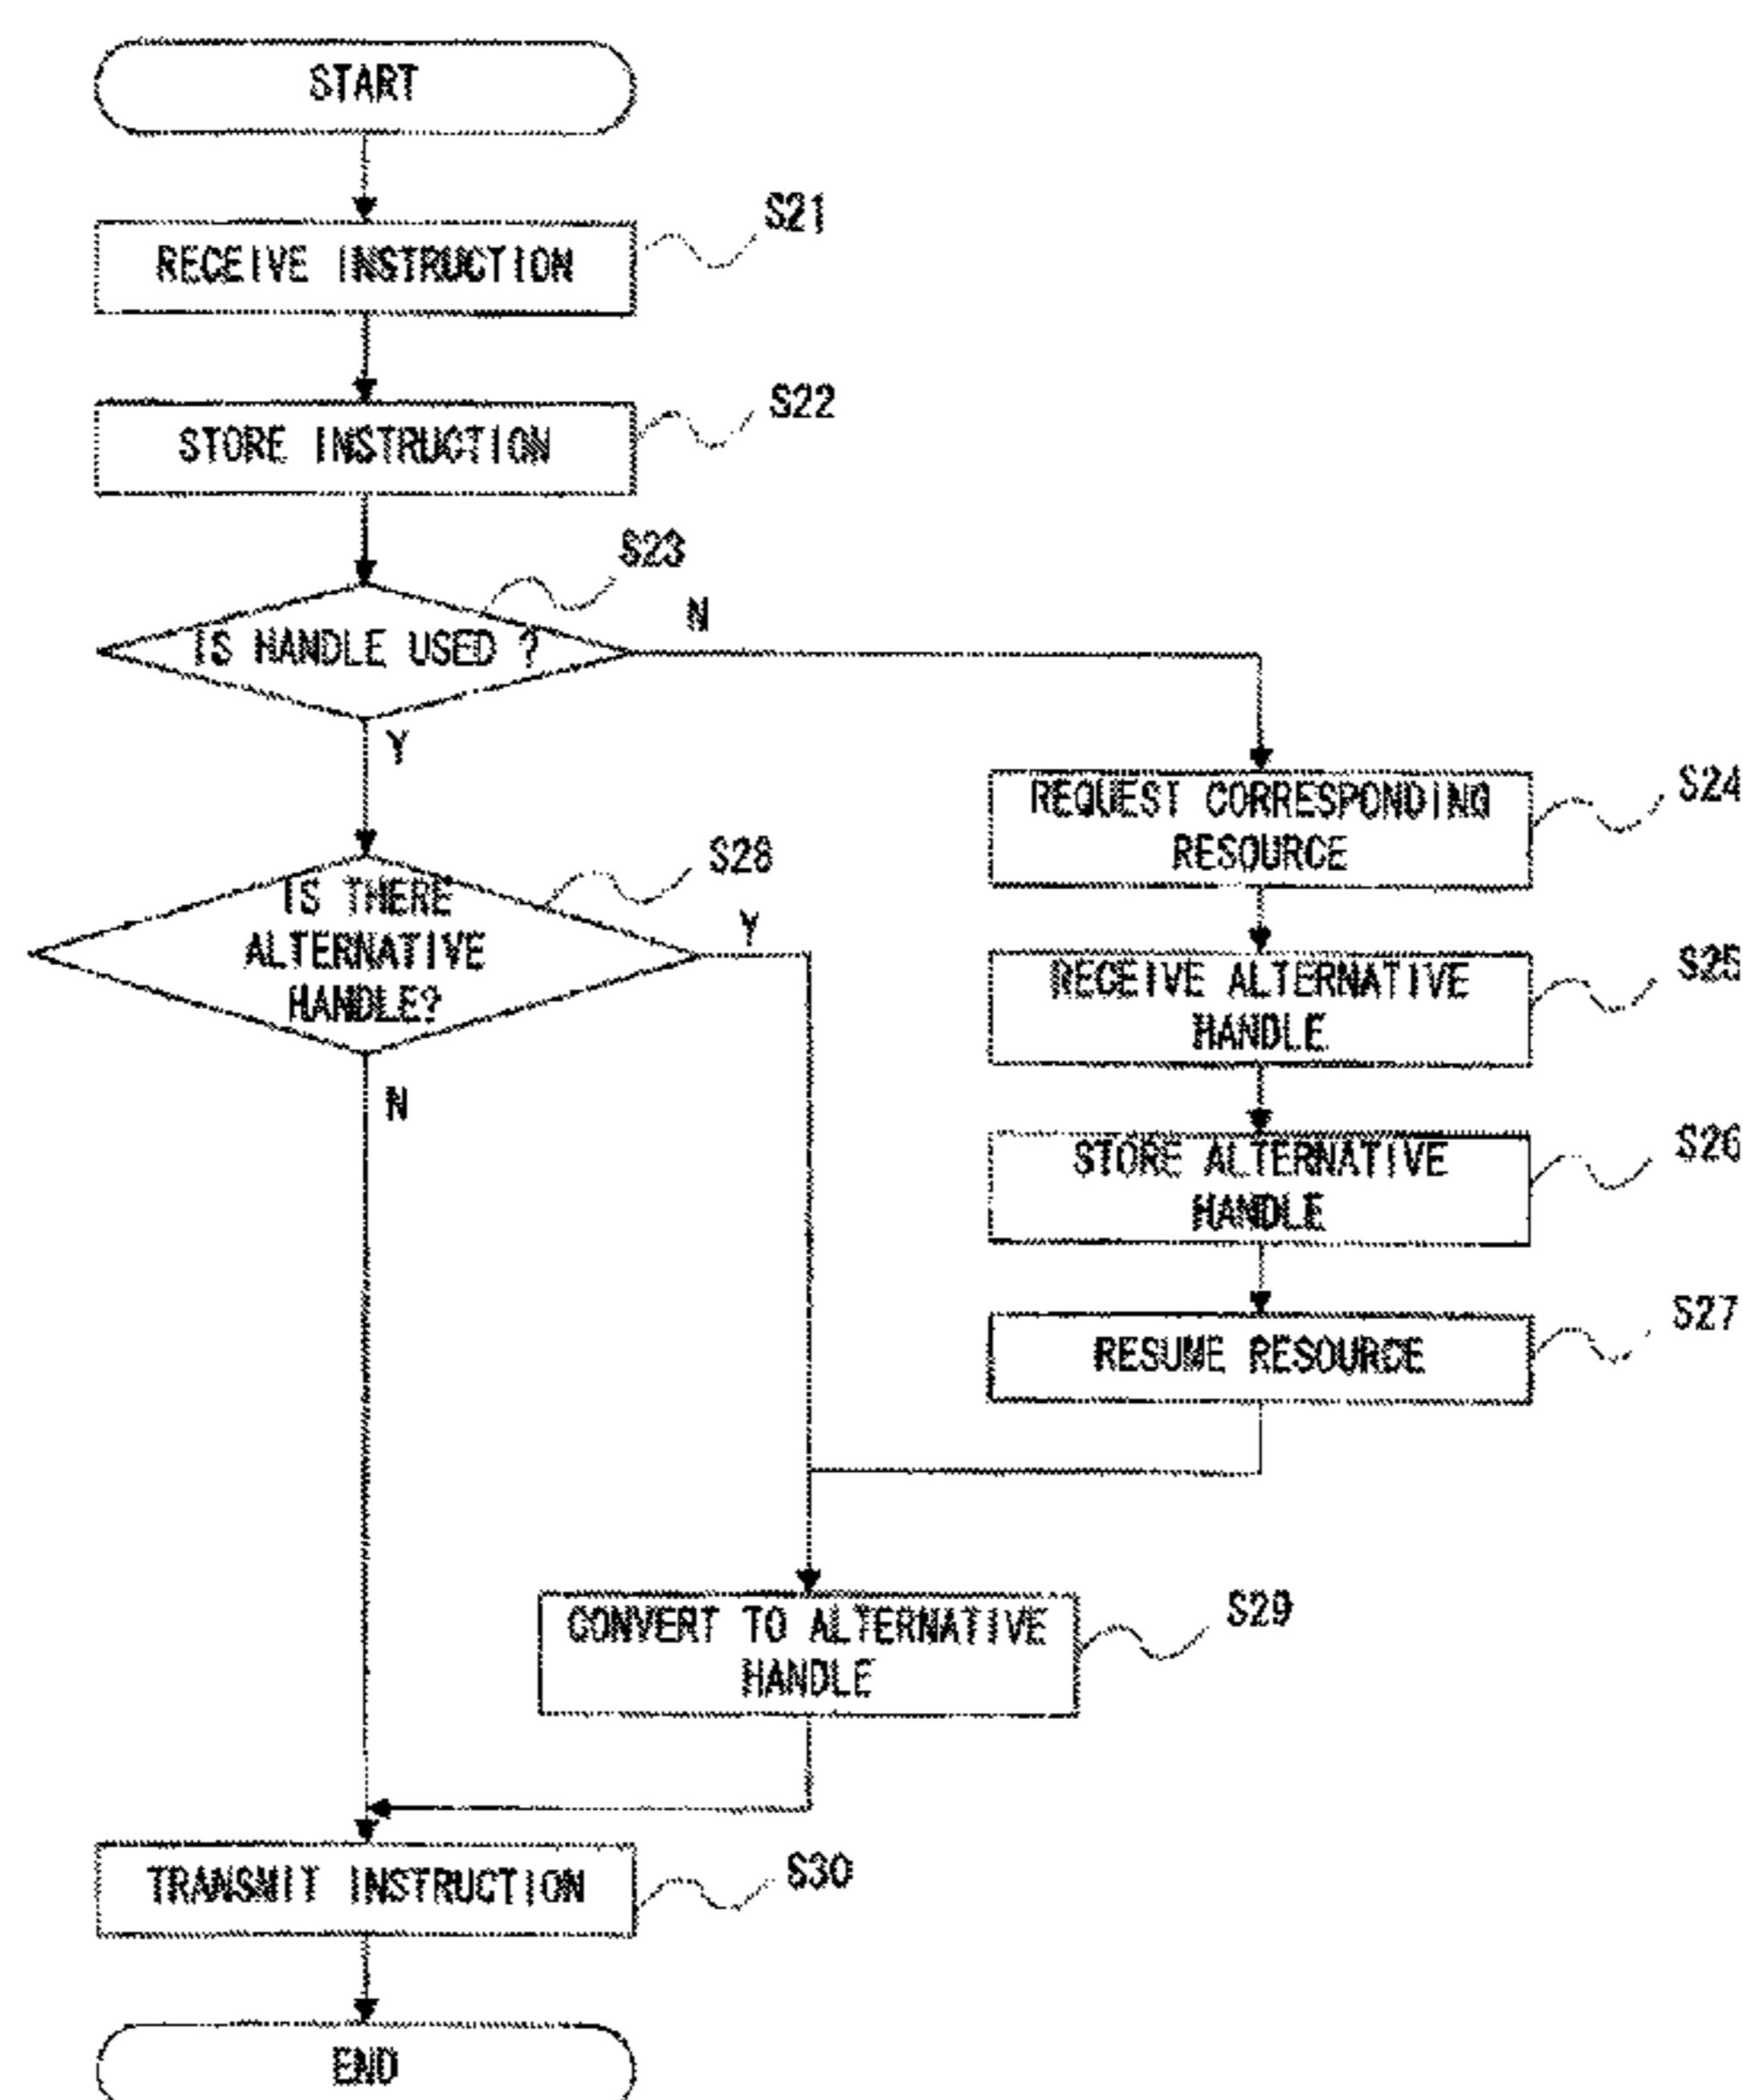 START
S21
RECEIVE INSTRUCTION
S22
STORE INSTRUCTION
S23
IS HANDLE USED ?
N
Y
S24
REQUEST CORRESPONDING
RESOURCE
S28
IS THERE
ALTERNATIVE
HANDLE?
Y
N
S25
RECEIVE ALTERNATIVE
HANDLE
S26
STORE ALTERNATIVE
HANDLE
S27
RESUME RESOURCE
S29
CONVERT TO ALTERNATIVE
HANDLE
S30
TRANSMIT INSTRUCTION
END